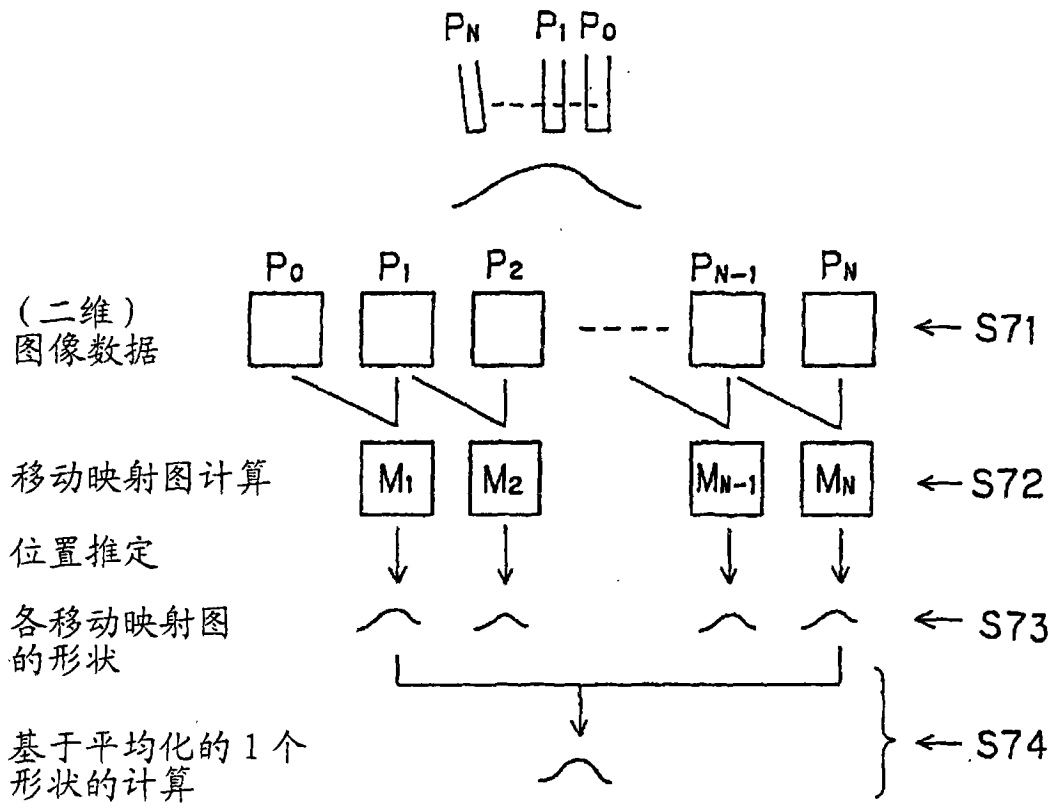 PN P1 P0
P0 P1 P2 PN-1 PN
(二维)
图像数据
← S71
移动映射图计算
M1 M2 MN-1 MN
← S72
位置推定
各移动映射图
的形状
← S73
基于平均化的1个
形状的计算
← S74